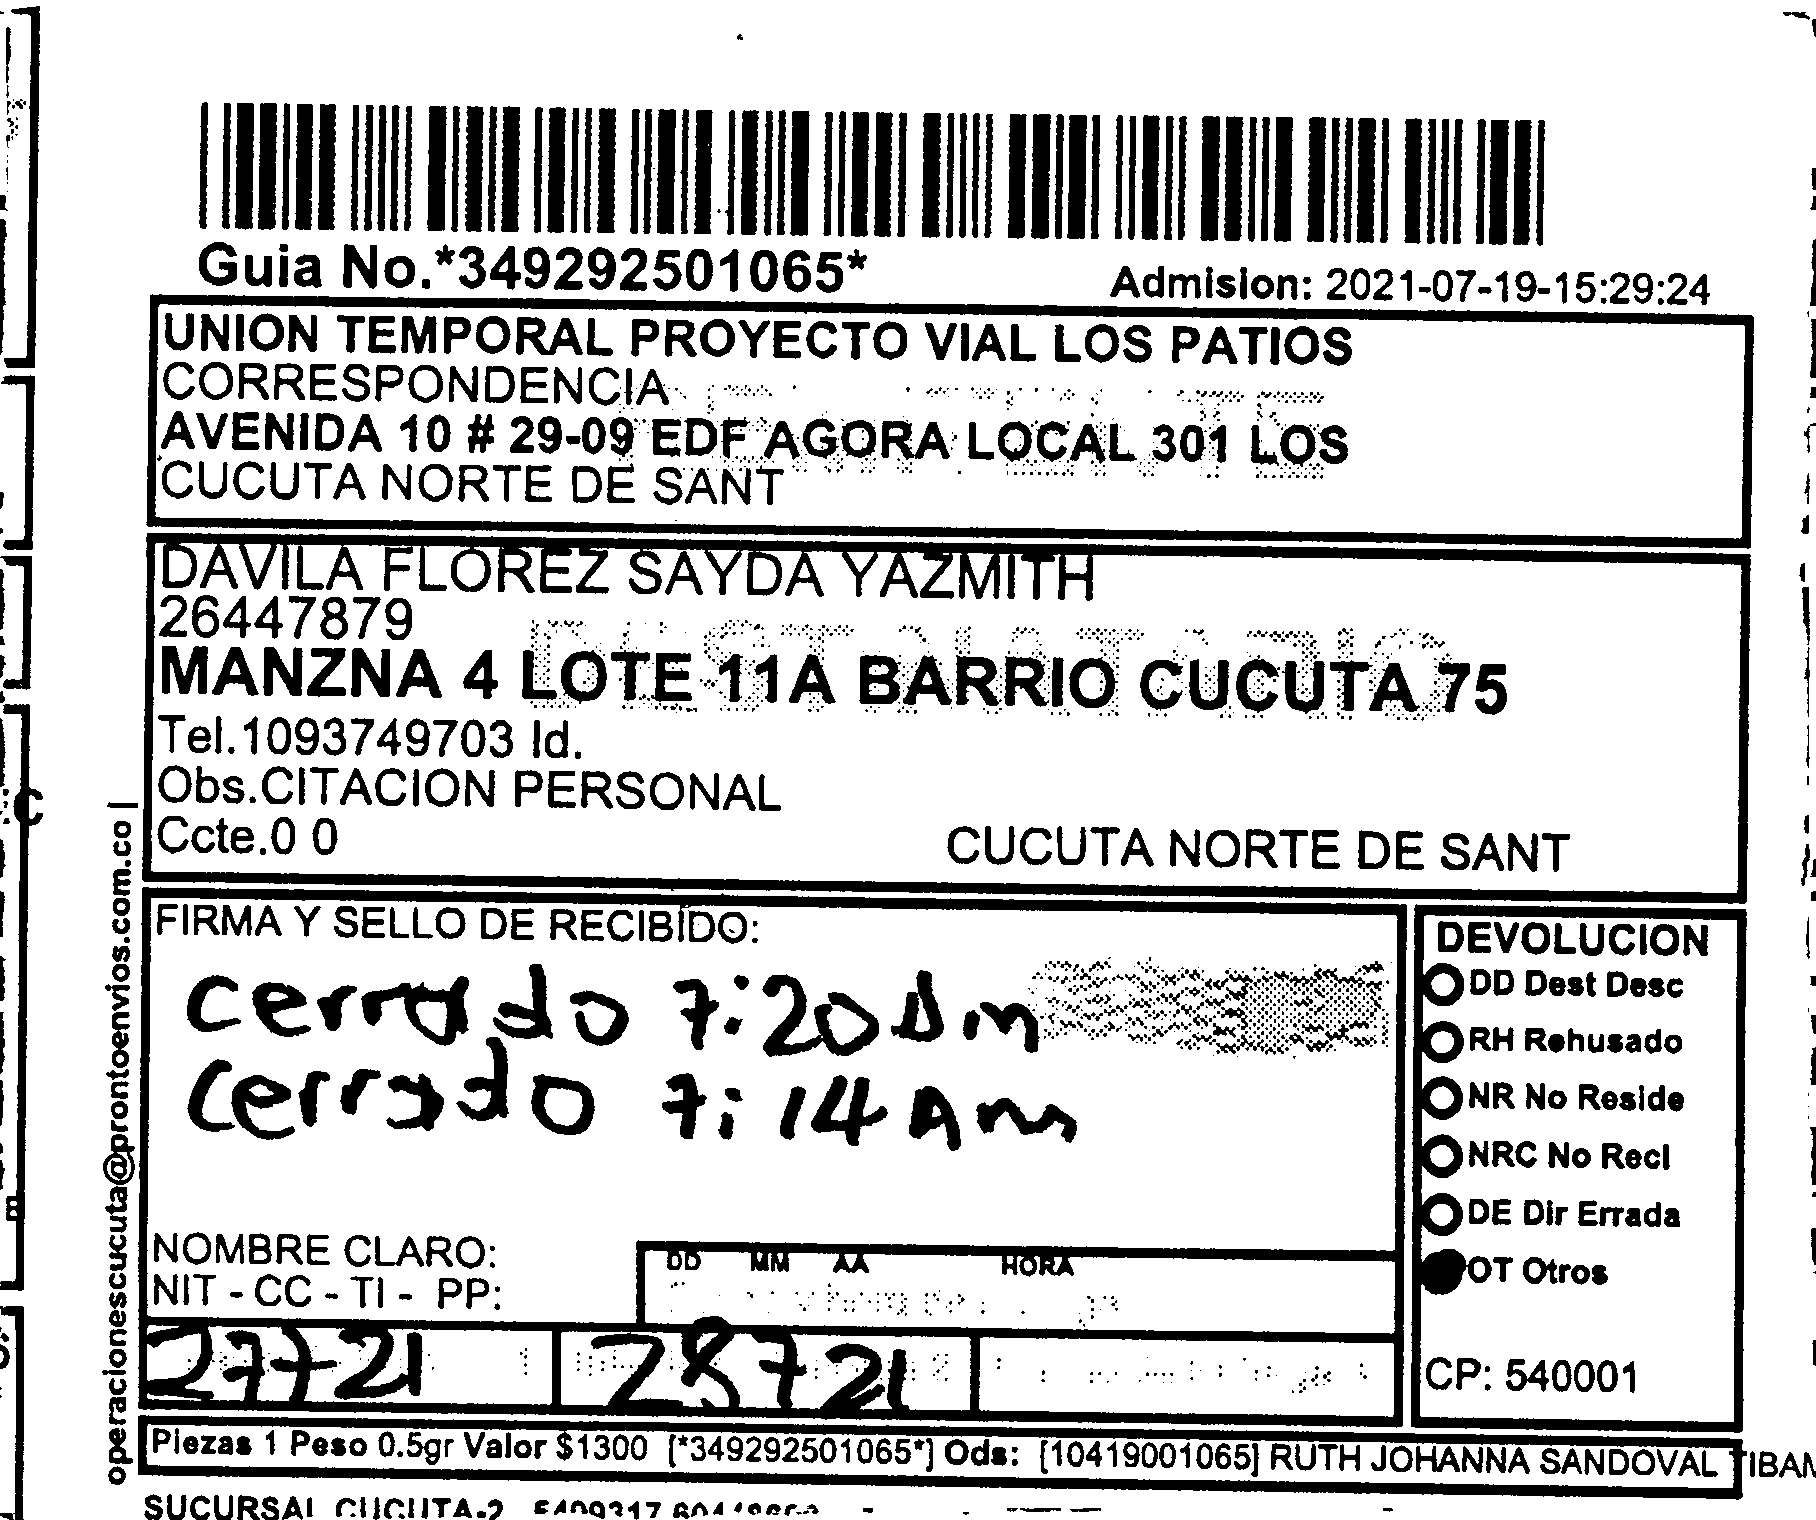 Guia No.*349292501065*
Admision: 2021-07-19-15:29:24
UNION TEMPORAL PROYECTO VIAL LOS PATIOS
CORRESPONDENCIA
AVENIDA 10 # 29-09 EDF AGORA LOCAL 301 LOS
CUCUTA NORTE DE SANT
DAVILA FLOREZ SAYDA YAZMITH
26447879
DESTINATARIO
MANZNA 4 LOTE 11A BARRIO CUCUTA 75
Tel.1093749703 Id.
Obs.CITACION PERSONAL
Ccte.0 0
CUCUTA NORTE DE SANT
operacionescucuta@prontoenvios.com.co |
FIRMA Y SELLO DE RECIBIDO:
cerrado 7:20 Am
Cerrado 7:14 Am
NOMBRE CLARO:
NIT - CC - TI - PP:
DD MM AA HORA
27721
28721
DEVOLUCION
DD Dest Desc
RH Rehusado
NR No Reside
NRC No Reci
DE Dir Errada
OT Otros
CP: 540001
Piezas 1 Peso 0.5gr Valor $1300 [*349292501065*] Ods: [10419001065] RUTH JOHANNA SANDOVAL
SUCURSAL CUCUTA-2